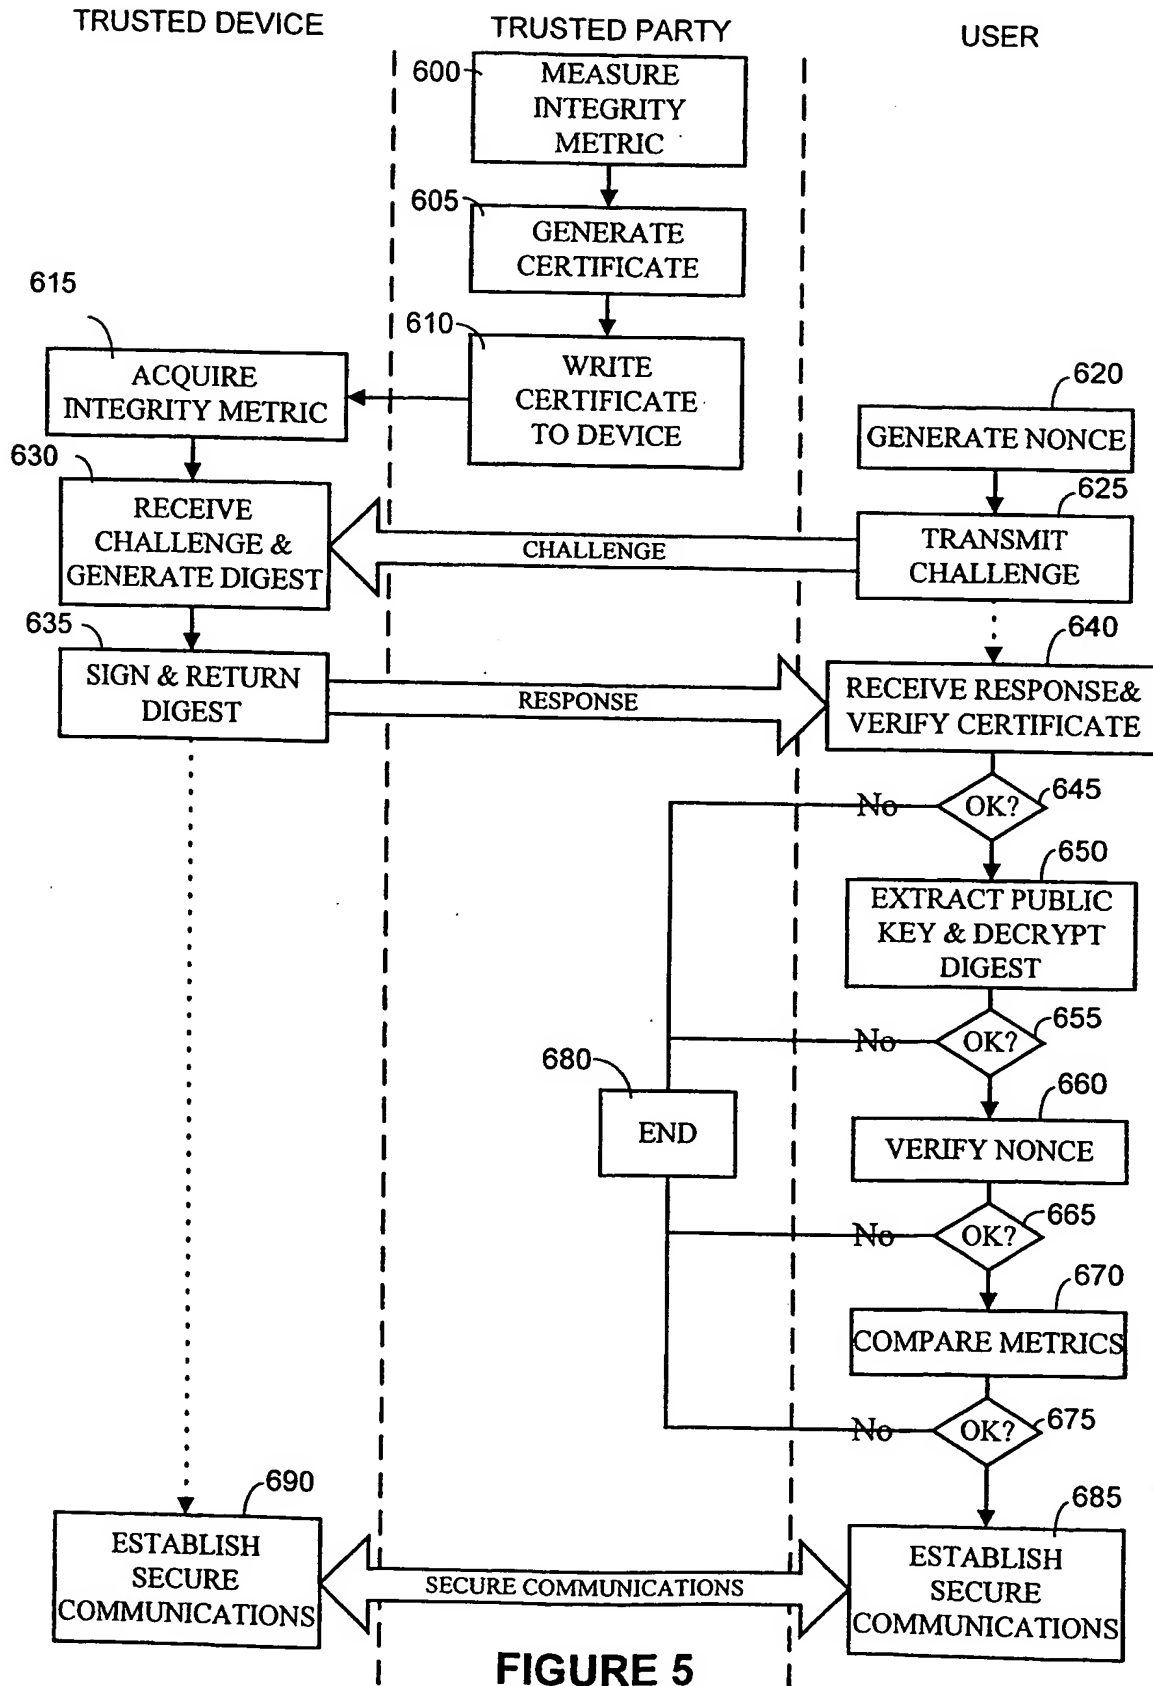 TRUSTED DEVICE
TRUSTED PARTY
USER
600
MEASURE
INTEGRITY
METRIC
605
GENERATE
CERTIFICATE
615
610
WRITE
CERTIFICATE
TO DEVICE
ACQUIRE
INTEGRITY METRIC
620
GENERATE NONCE
630
625
RECEIVE
CHALLENGE &
GENERATE DIGEST
CHALLENGE
TRANSMIT
CHALLENGE
635
640
SIGN & RETURN
DIGEST
RESPONSE
RECEIVE RESPONSE&
VERIFY CERTIFICATE
No
OK?
645
650
EXTRACT PUBLIC
KEY & DECRYPT
DIGEST
No
OK?
655
680
END
660
VERIFY NONCE
No
OK?
665
670
COMPARE METRICS
No
OK?
675
690
685
ESTABLISH
SECURE
COMMUNICATIONS
SECURE COMMUNICATIONS
ESTABLISH
SECURE
COMMUNICATIONS
FIGURE 5